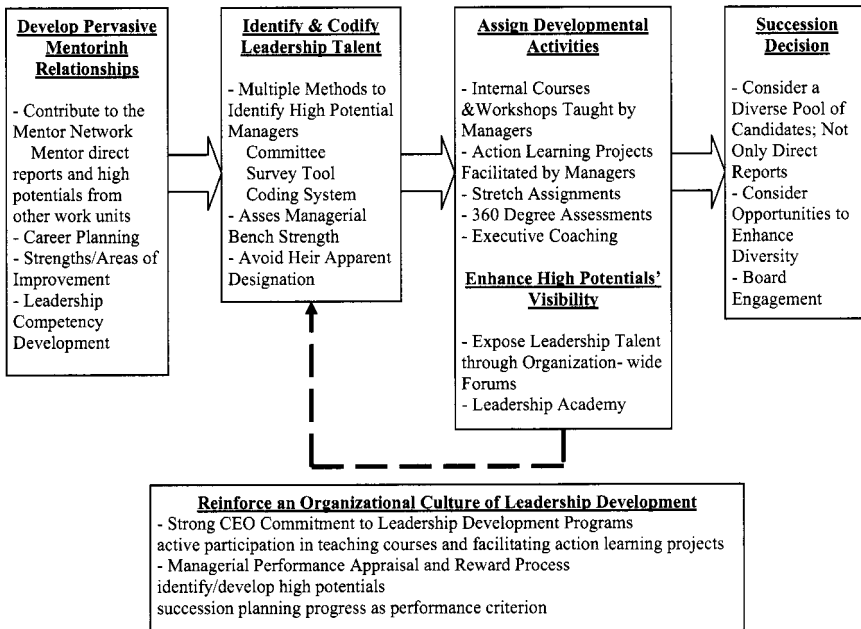 Develop Pervasive
Mentorinh
Relationships
- Contribute to the
Mentor Network
Mentor direct
reports and high
potentials from
other work units
- Career Planning
- Strengths/Areas of
Improvement
- Leadership
Competency
Development
Identify & Codify
Leadership Talent
- Multiple Methods to
Identify High Potential
Managers
Committee
Survey Tool
Coding System
- Asses Managerial
Bench Strength
- Avoid Heir Apparent
Designation
Assign Developmental
Activities
- Internal Courses
&Workshops Taught by
Managers
- Action Learning Projects
Facilitated by Managers
- Stretch Assignments
- 360 Degree Assessments
- Executive Coaching
Enhance High Potentials'
Visibility
- Expose Leadership Talent
through Organization- wide
Forums
- Leadership Academy
Succession
Decision
- Consider a
Diverse Pool of
Candidates; Not
Only Direct
Reports
- Consider
Opportunities to
Enhance
Diversity
- Board
Engagement
Reinforce an Organizational Culture of Leadership Development
- Strong CEO Commitment to Leadership Development Programs
active participation in teaching courses and facilitating action learning projects
- Managerial Performance Appraisal and Reward Process
identify/develop high potentials
succession planning progress as performance criterion